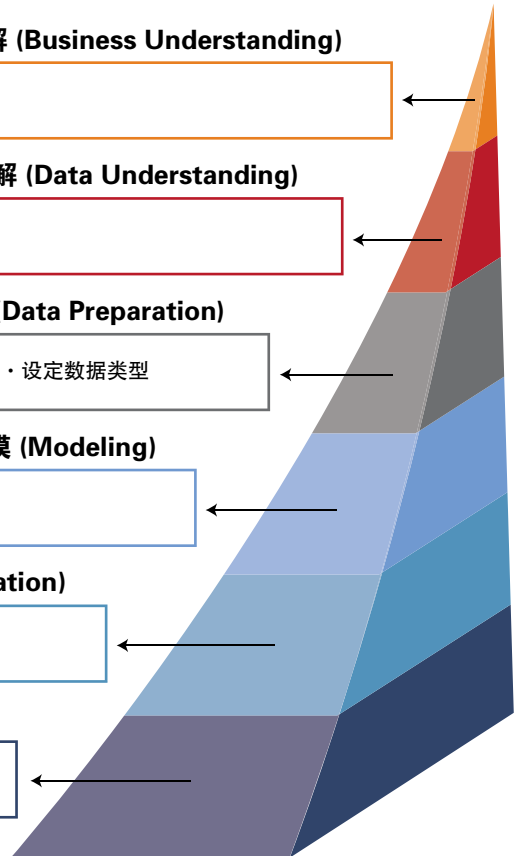 解 (Business Understanding)
解 (Data Understanding)
(Data Preparation)
・设定数据类型
模 (Modeling)
ation)